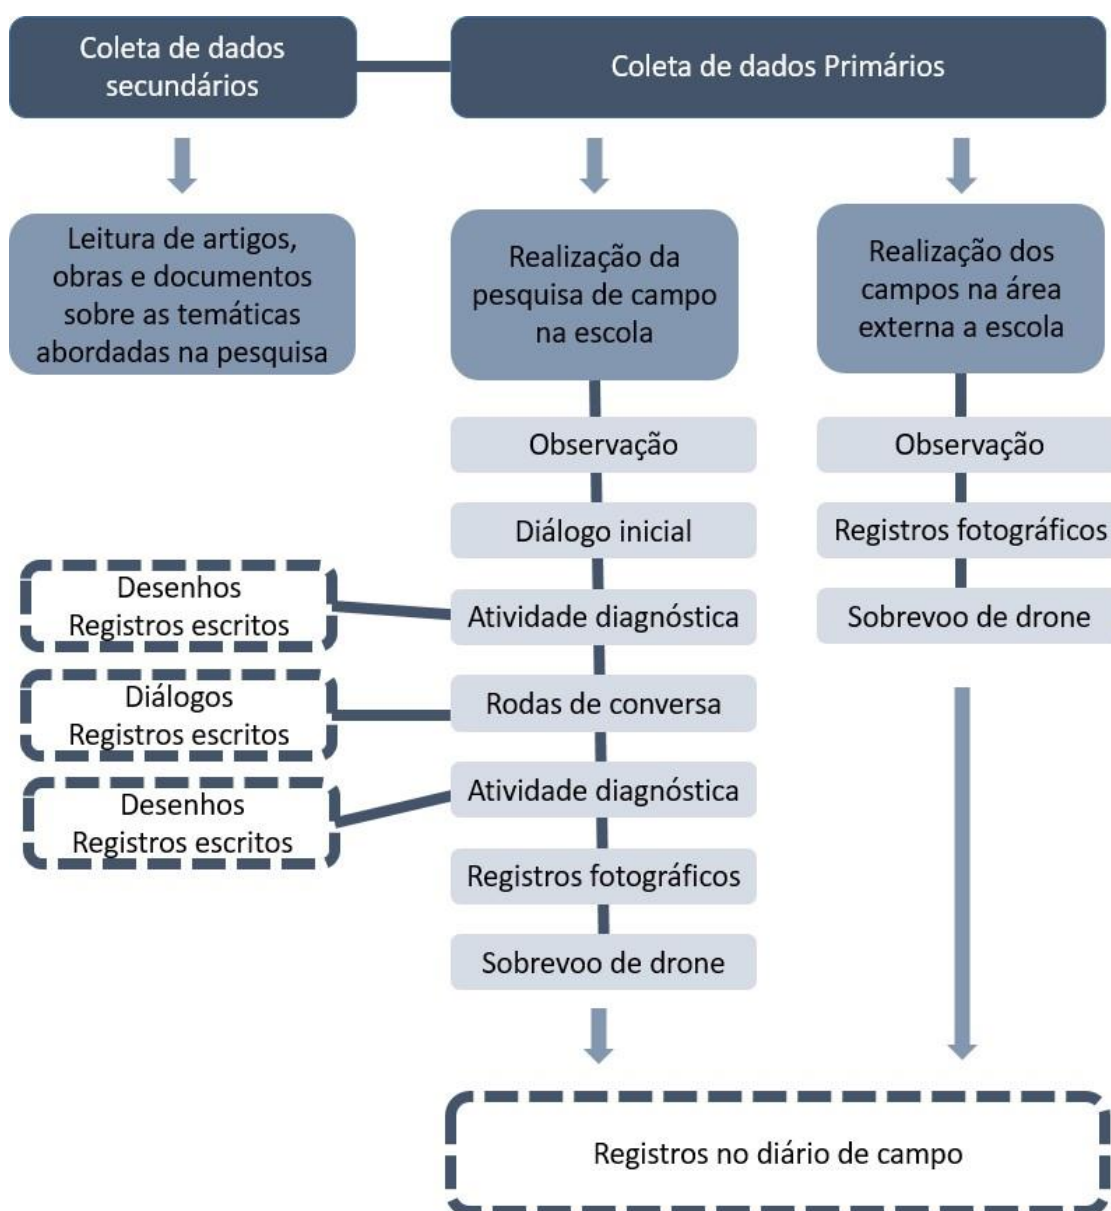 Coleta de dados
secundários
Coleta de dados Primários
Leitura de artigos,
obras e documentos
sobre as temáticas
abordadas na pesquisa
Realização da
pesquisa de campo
na escola
Realização dos
campos na área
externa a escola
Observação
Diálogo inicial
Atividade diagnóstica
Rodas de conversa
Atividade diagnóstica
Registros fotográficos
Sobrevoo de drone
Desenhos
Registros escritos
Diálogos
Registros escritos
Desenhos
Registros escritos
Observação
Registros fotográficos
Sobrevoo de drone
Registros no diário de campo